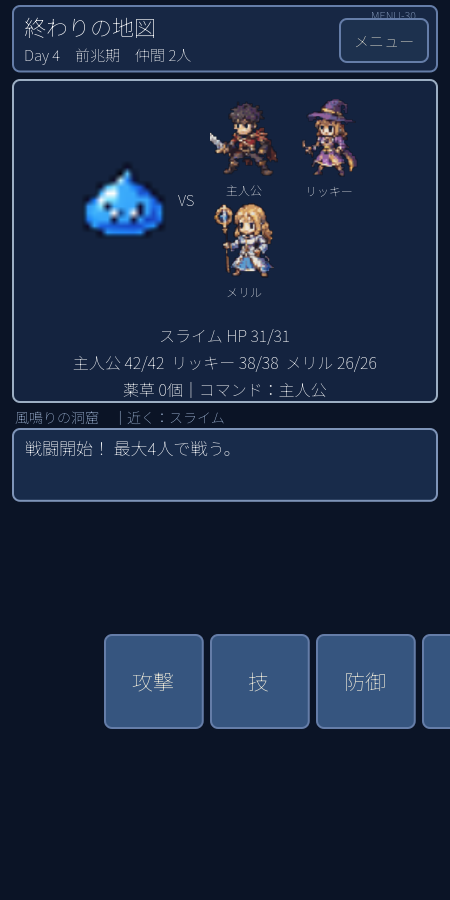 MENU-30
終わりの地図
メニュー
Day 4　前兆期　仲間 2人
VS
主人公
リッキー
メリル
スライム HP 31/31
主人公 42/42 リッキー 38/38 メリル 26/26
薬草 0個｜コマンド：主人公
風鳴りの洞窟　｜近く：スライム
戦闘開始！ 最大4人で戦う。
攻撃
技
防御